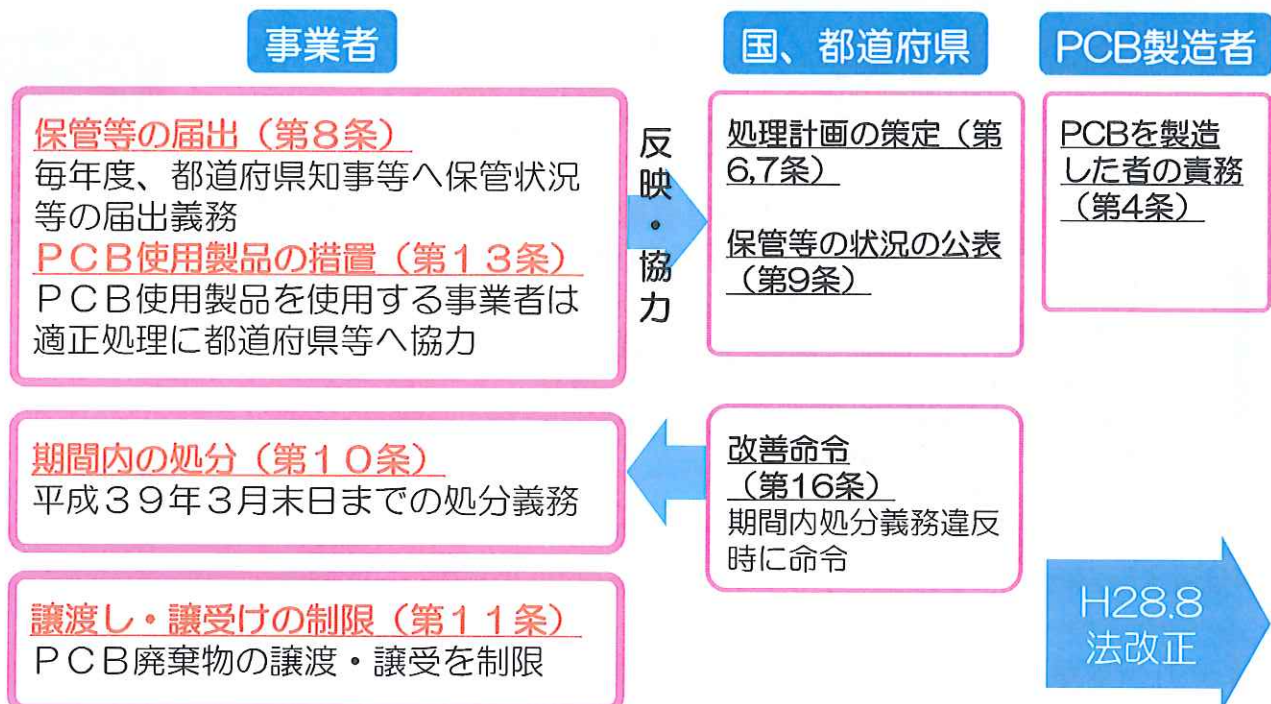 事業者
保管等の届出（第８条）
毎年度、都道府県知事等へ保管状況
等の届出義務
ＰＣＢ使用製品の措置（第１３条）
ＰＣＢ使用製品を使用する事業者は
適正処理に都道府県等へ協力
反映・協力
国、都道府県
処理計画の策定（第
6,7条）
保管等の状況の公表
（第9条）
PCB製造者
PCBを製造
した者の責務
（第4条）
期間内の処分（第１０条）
平成３９年３月末日までの処分義務
改善命令
（第16条）
期間内処分義務違反
時に命令
譲渡し・譲受けの制限（第１１条）
ＰＣＢ廃棄物の譲渡・譲受を制限
H28.8
法改正